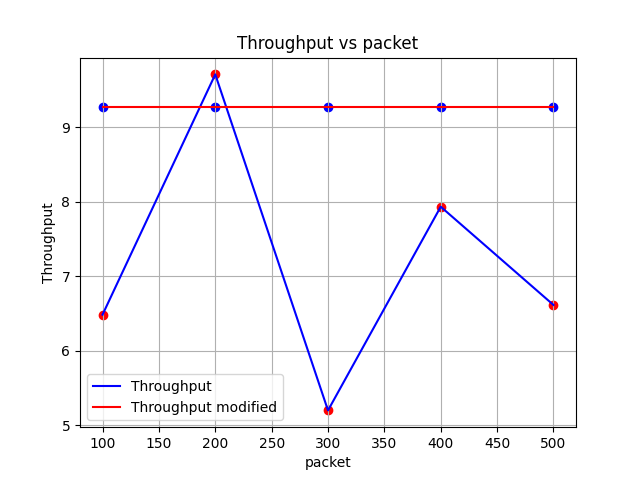 Throughput vs packet
Throughput
9
8
7
6
5
Throughput
Throughput modified
100 150 200 250 300 350 400 450 500
packet